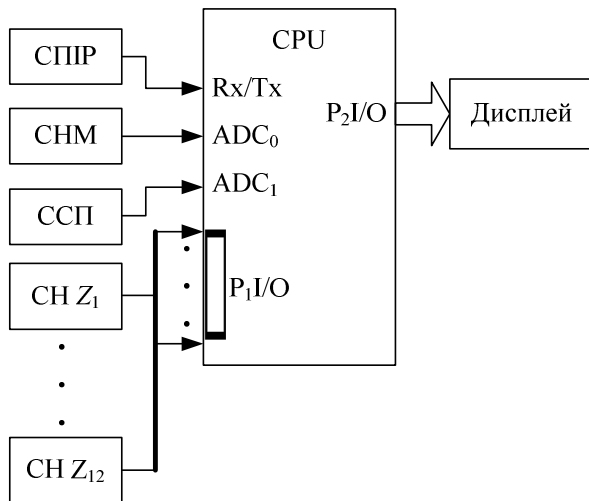 СПІР
СНМ
ССП
СН Z₁
СН Z₁₂
CPU
Rx/Tx
ADC₀
ADC₁
P₁I/O
P₂I/O
Дисплей